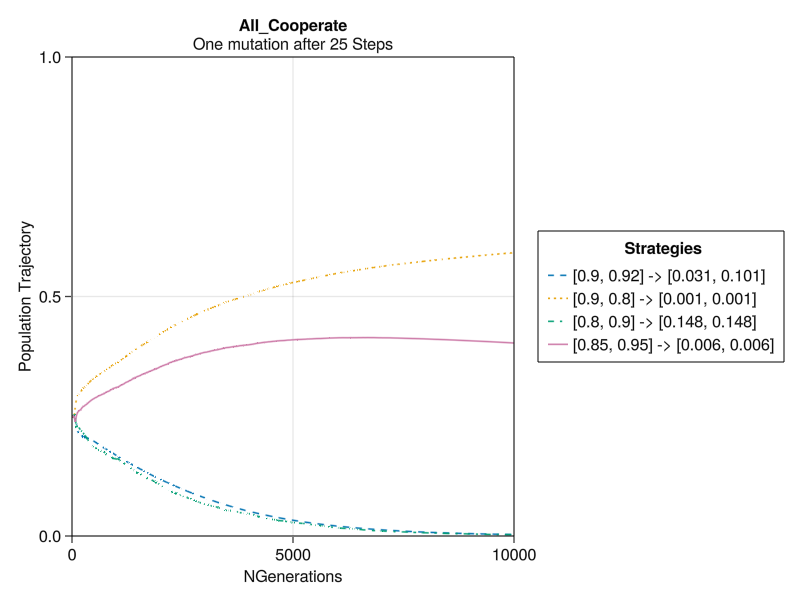 All_Cooperate
One mutation after 25 Steps
1.0
0.5
0.0
Population Trajectory
0
5000
10000
NGenerations
Strategies
[0.9, 0.92] -> [0.031, 0.101]
[0.9, 0.8] -> [0.001, 0.001]
[0.8, 0.9] -> [0.148, 0.148]
[0.85, 0.95] -> [0.006, 0.006]